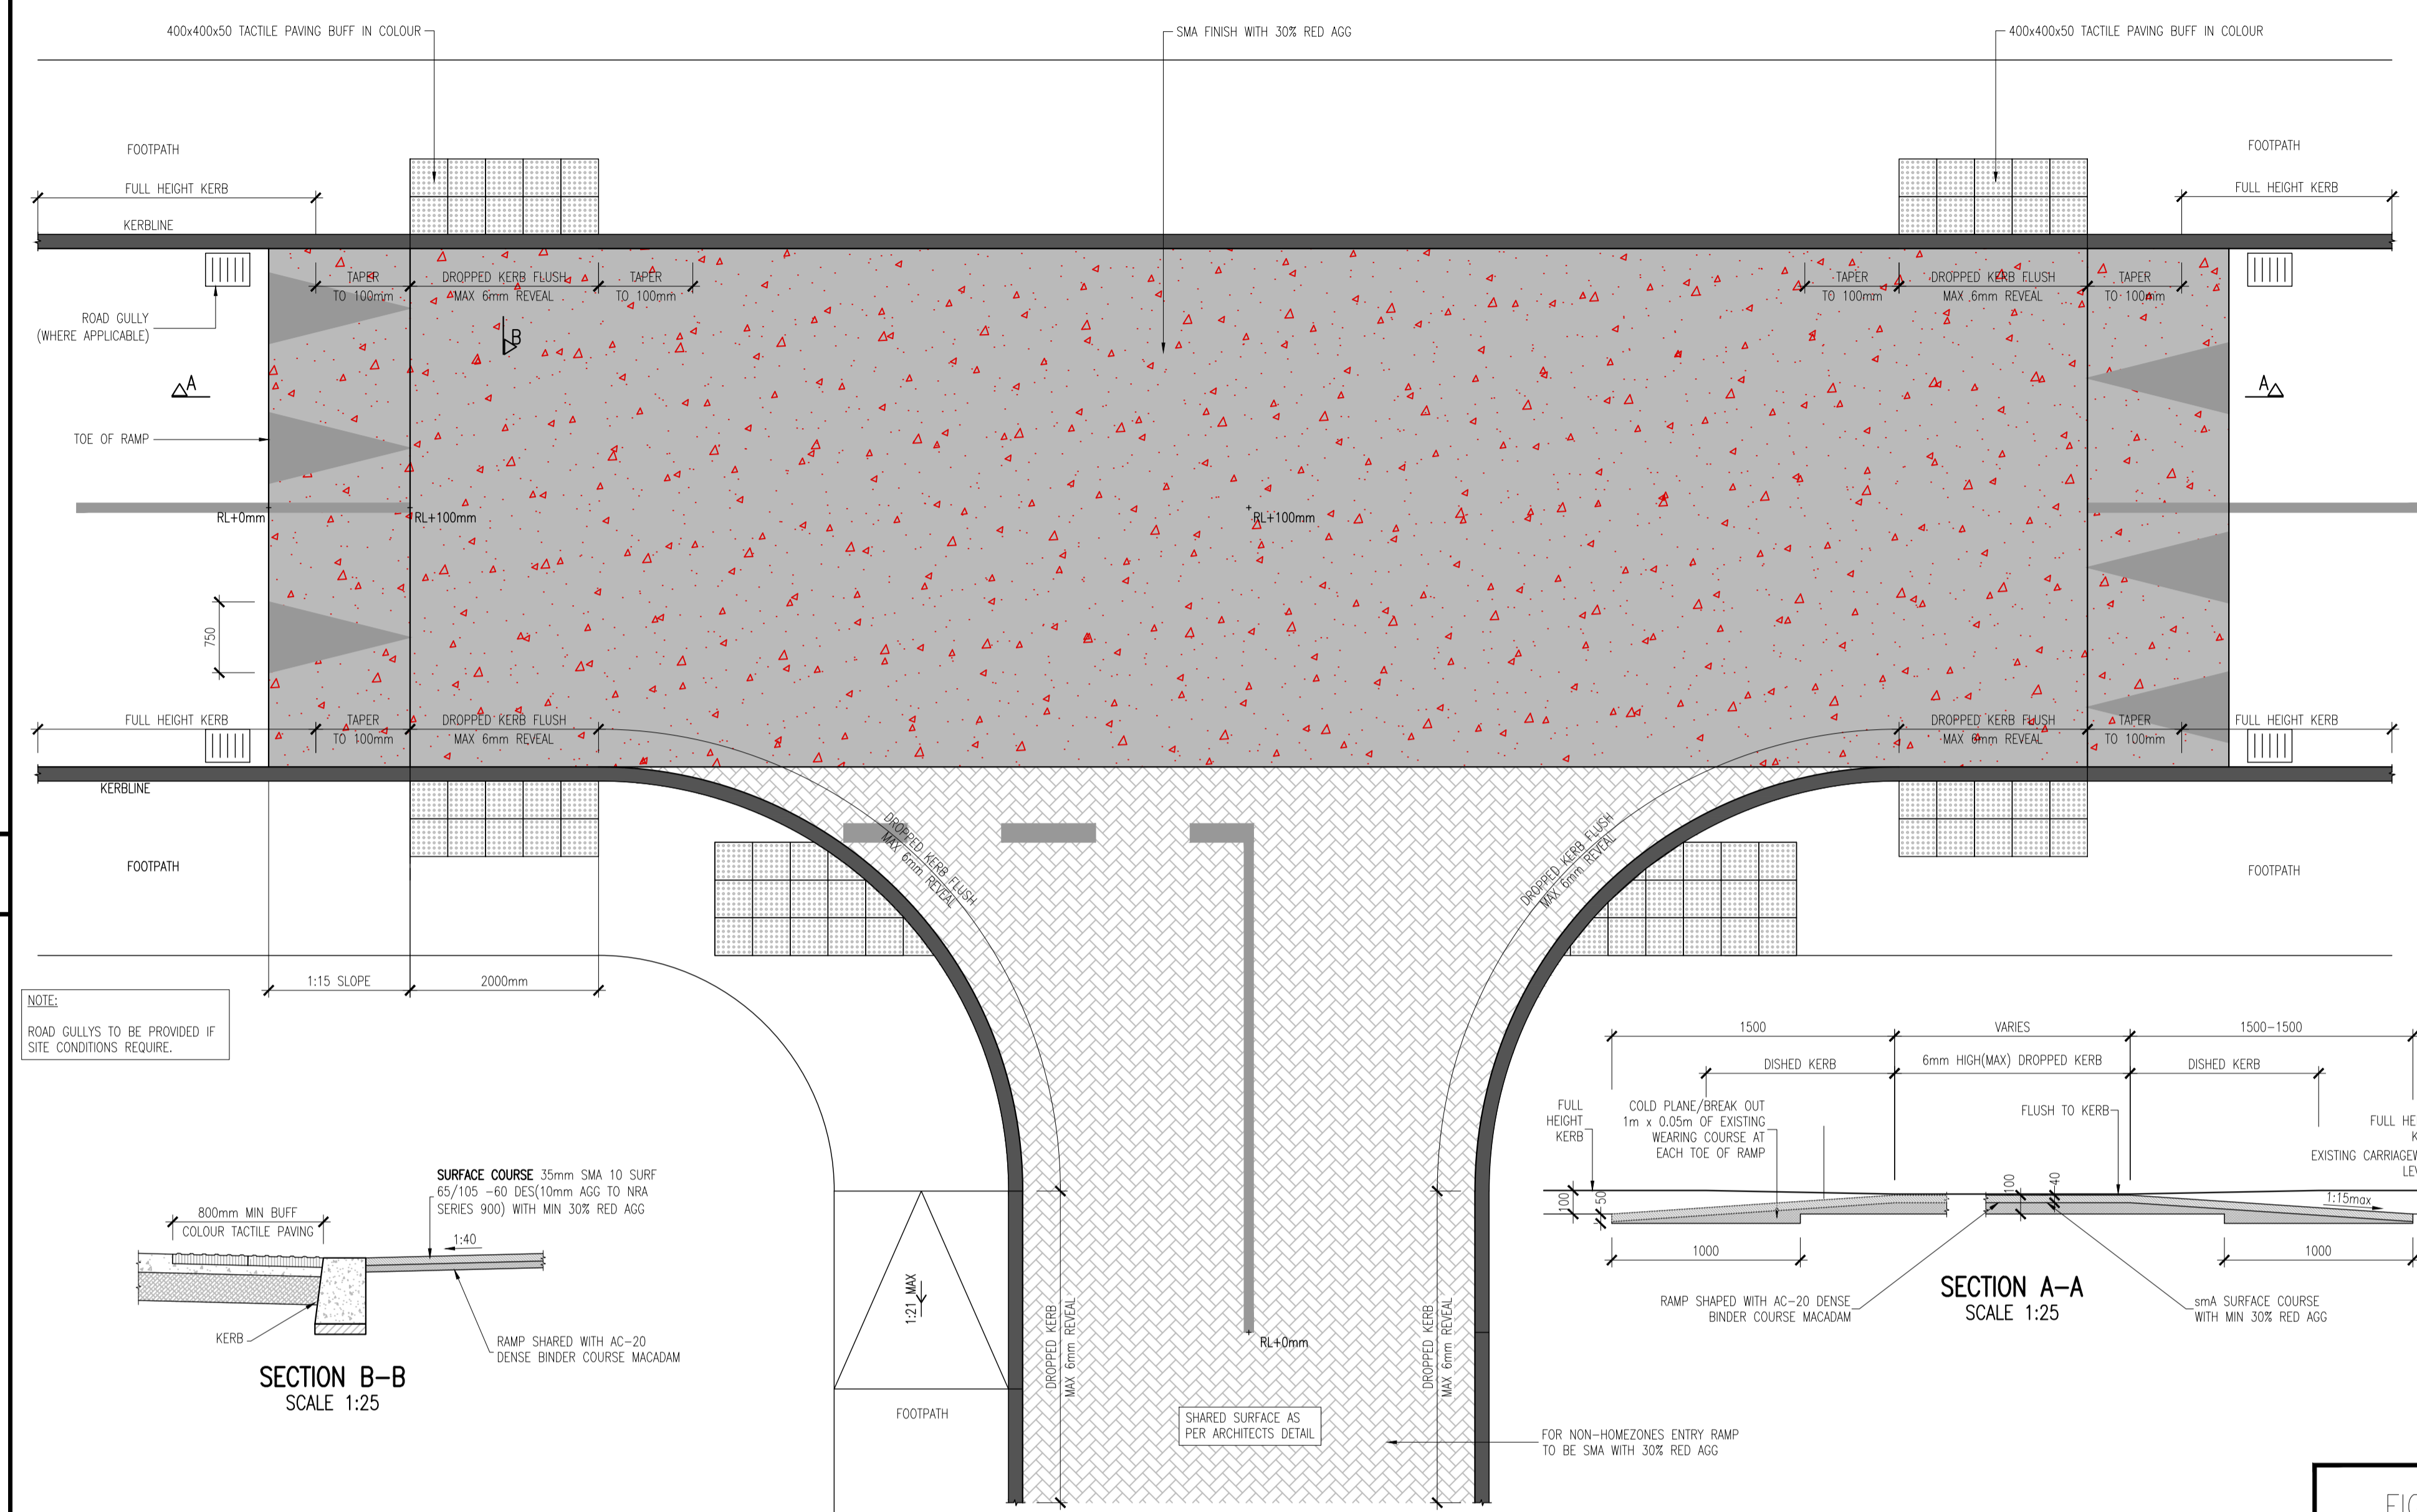 400x400x50 TACTILE PAVING BUFF IN COLOUR
SMA FINISH WITH 30% RED AGG
400x400x50 TACTILE PAVING BUFF IN COLOUR
FOOTPATH
FOOTPATH
FULL HEIGHT KERB
FULL HEIGHT KERB
KERBLINE
TAPER
TO 100mm
DROPPED KERB FLUSH
MAX 6mm REVEAL
TAPER
TO 100mm
TAPER
TO 100mm
DROPPED KERB FLUSH
MAX 6mm REVEAL
TAPER
TO 100mm
ROAD GULLY
(WHERE APPLICABLE)
B
A
A
TOE OF RAMP
RL+0mm
RL+100mm
RL+100mm
750
FULL HEIGHT KERB
TAPER
TO 100mm
DROPPED KERB FLUSH
MAX 6mm REVEAL
DROPPED KERB FLUSH
MAX 6mm REVEAL
TAPER
TO 100mm
FULL HEIGHT KERB
KERBLINE
FOOTPATH
FOOTPATH
DROPPED KERB FLUSH
MAX 6mm REVEAL
DROPPED KERB FLUSH
MAX 6mm REVEAL
1:15 SLOPE
2000mm
NOTE:
ROAD GULLYS TO BE PROVIDED IF
SITE CONDITIONS REQUIRE.
1500
VARIES
1500-1500
DISHED KERB
6mm HIGH(MAX) DROPPED KERB
DISHED KERB
FULL
HEIGHT
KERB
COLD PLANE/BREAK OUT
1m x 0.05m OF EXISTING
WEARING COURSE AT
EACH TOE OF RAMP
FLUSH TO KERB
FULL HE
K
EXISTING CARRIAGEW
LEV
100
50
100
40
1:15max
1000
1000
RAMP SHAPED WITH AC-20 DENSE
BINDER COURSE MACADAM
SECTION A-A
SCALE 1:25
smA SURFACE COURSE
WITH MIN 30% RED AGG
SURFACE COURSE 35mm SMA 10 SURF
65/105 -60 DES(10mm AGG TO NRA
SERIES 900) WITH MIN 30% RED AGG
800mm MIN BUFF
COLOUR TACTILE PAVING
1:40
KERB
RAMP SHARED WITH AC-20
DENSE BINDER COURSE MACADAM
SECTION B-B
SCALE 1:25
1:21 MAX
FOOTPATH
DROPPED KERB
MAX 6mm REVEAL
RL+0mm
DROPPED KERB
MAX 6mm REVEAL
SHARED SURFACE AS
PER ARCHITECTS DETAIL
FOR NON-HOMEZONES ENTRY RAMP
TO BE SMA WITH 30% RED AGG